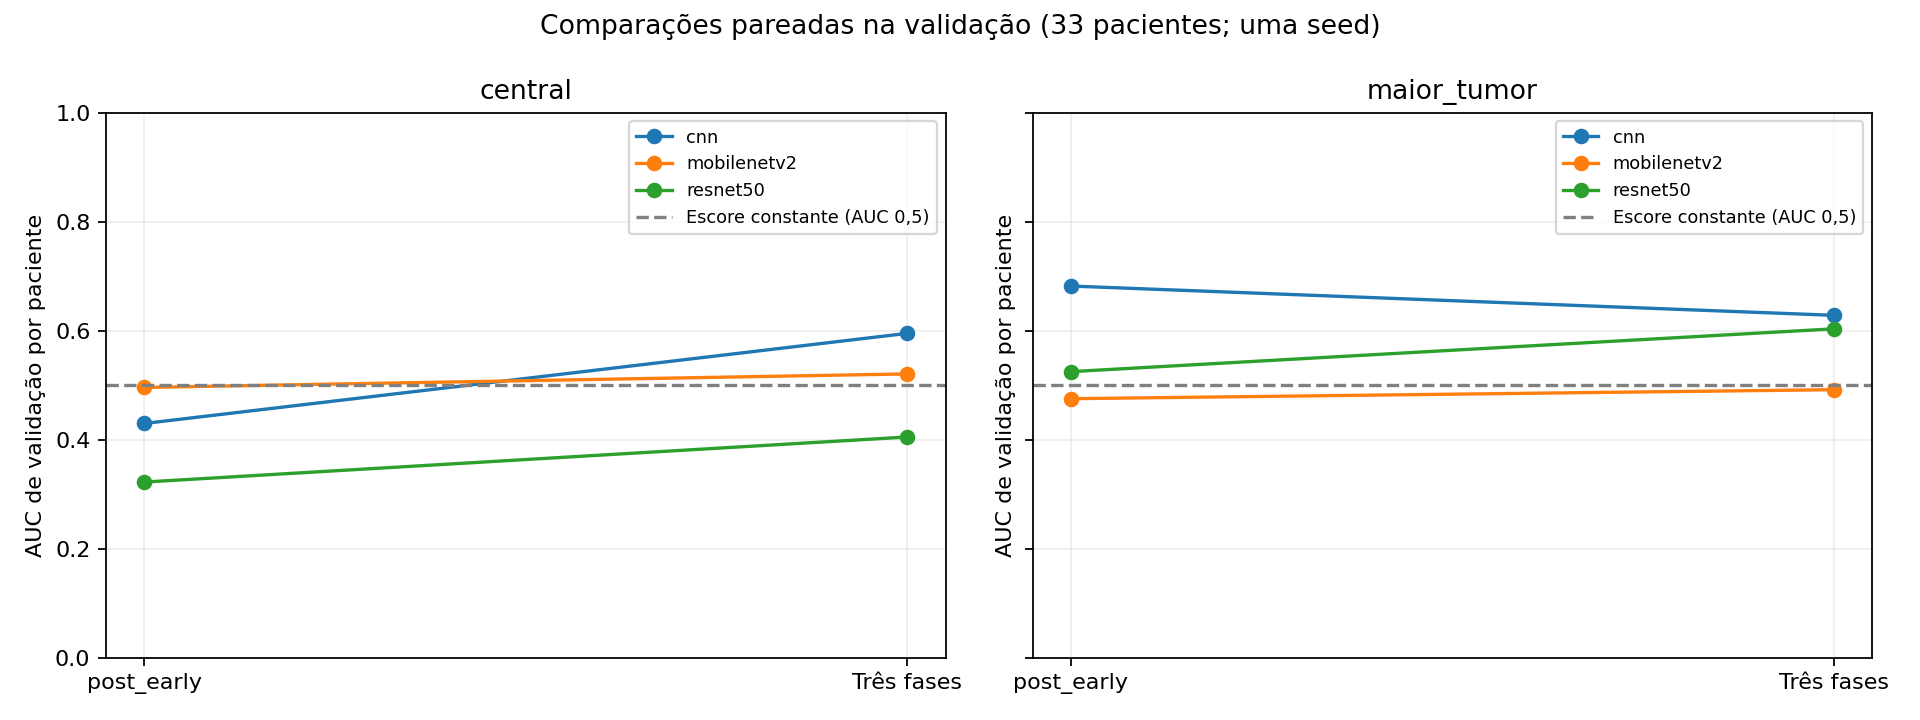 Comparações pareadas na validação (33 pacientes; uma seed)
central
AUC de validação por paciente
1.0
0.8
0.6
0.4
0.2
0.0
cnn
mobilenetv2
resnet50
Escore constante (AUC 0,5)
post_early
Três fases
maior_tumor
AUC de validação por paciente
cnn
mobilenetv2
resnet50
Escore constante (AUC 0,5)
post_early
Três fases